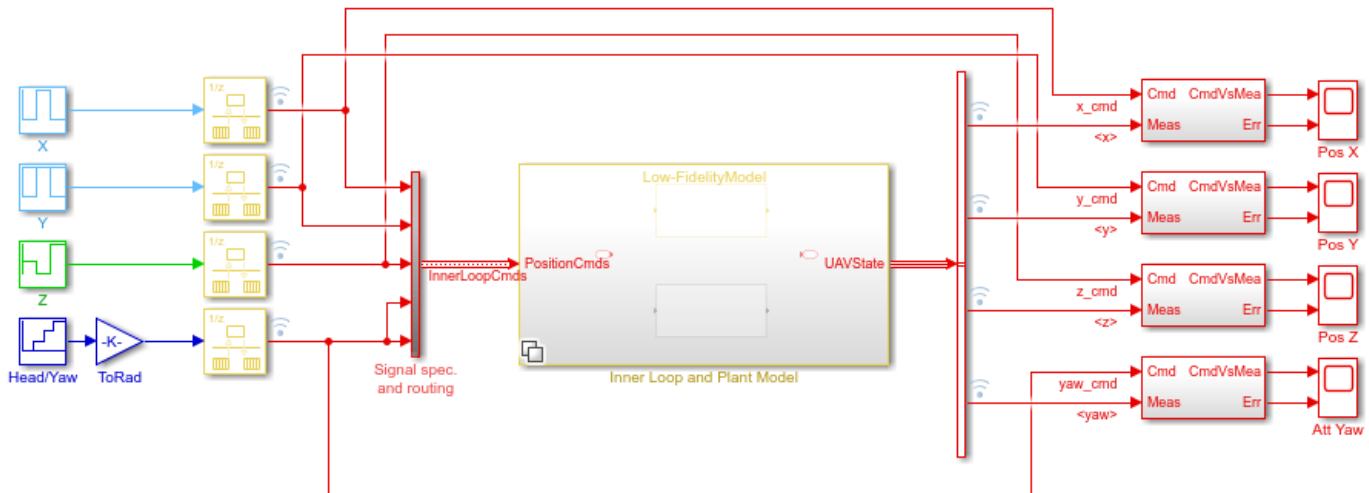 1/z
X
1/z
Y
1/z
Z
1/z
-K-
Head/Yaw
ToRad
InnerLoopCmds
Signal spec.
and routing
Low-FidelityModel
PositionCmds
UAVState
Inner Loop and Plant Model
x_cmd
<x>
Cmd
CmdVsMea
Meas
Err
Pos X
y_cmd
<y>
Cmd
CmdVsMea
Meas
Err
Pos Y
z_cmd
<z>
Cmd
CmdVsMea
Meas
Err
Pos Z
yaw_cmd
<yaw>
Cmd
CmdVsMea
Meas
Err
Att Yaw